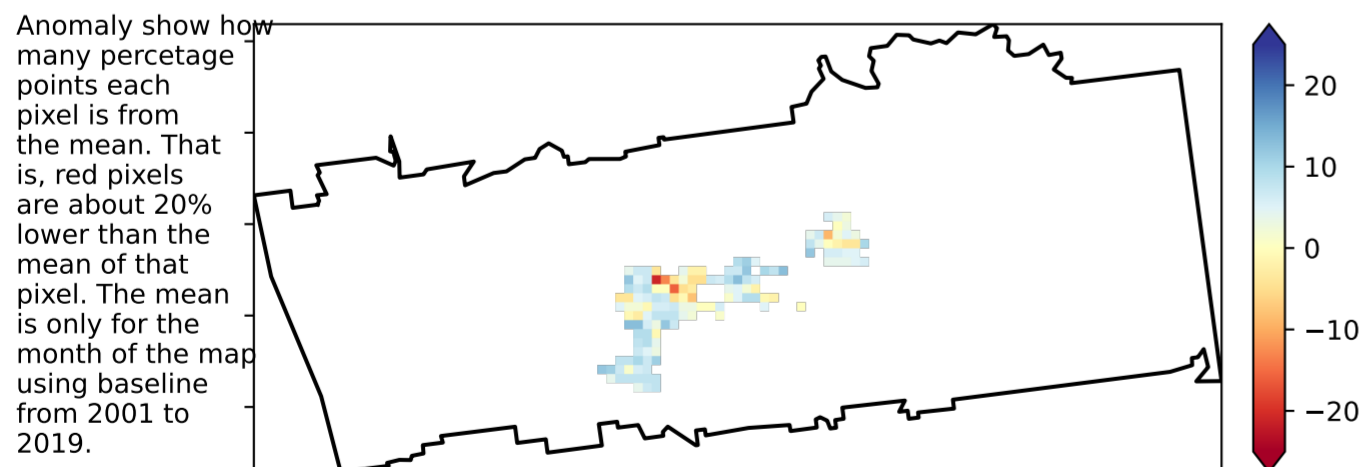 Anomaly show how
many percetage
points each
pixel is from
the mean. That
is, red pixels
are about 20%
lower than the
mean of that
pixel. The mean
is only for the
month of the map
using baseline
from 2001 to
2019.
20
10
0
−10
−20